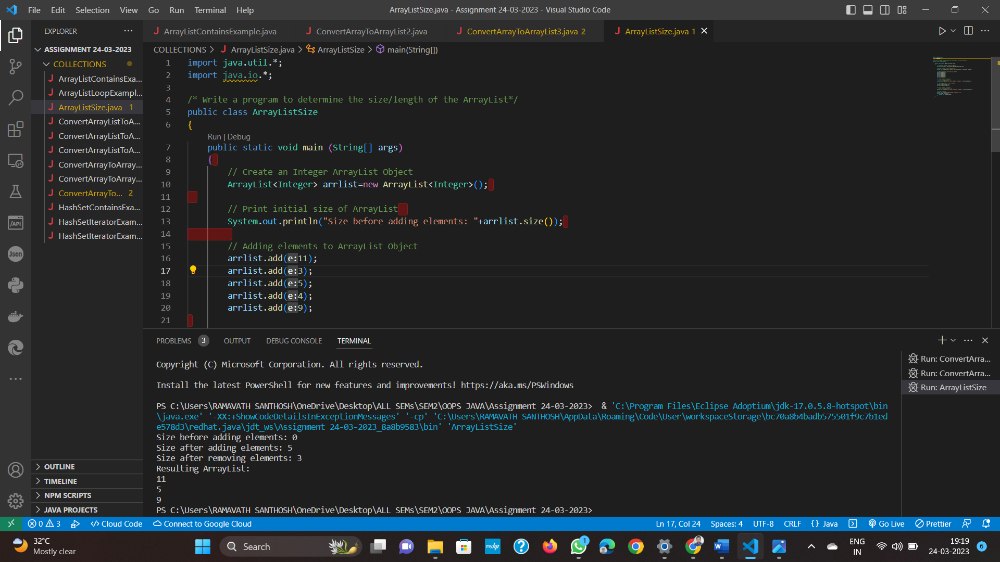 File Edit Selection View Go Run Terminal Help
ArrayListSize.java - Assignment 24-03-2023 - Visual Studio Code
EXPLORER
ASSIGNMENT 24-03-2023
COLLECTIONS
ArrayListContainsExa...
ArrayListLoopExampl...
ArrayListSize.java 1
ConvertArrayListToA...
ConvertArrayListToA...
ConvertArrayListToA...
ConvertArrayToArray...
ConvertArrayToArray...
ConvertArrayTo... 2
HashSetContainsExa...
HashSetIteratorExam...
HashSetIteratorExam...
OUTLINE
TIMELINE
NPM SCRIPTS
JAVA PROJECTS
ArrayListContainsExample.java ConvertArrayToArrayList2.java ConvertArrayToArrayList3.java 2 ArrayListSize.java 1
COLLECTIONS > ArrayListSize.java > ArrayListSize > main(String[])
1 import java.util.*;
2 import java.io.*;
3
4 /* Write a program to determine the size/length of the ArrayList*/
5 public class ArrayListSize
6 {
Run | Debug
7 public static void main (String[] args)
8 {
9 // Create an Integer ArrayList Object
10 ArrayList<Integer> arrlist=new ArrayList<Integer>();
11
12 // Print initial size of ArrayList
13 System.out.println("Size before adding elements: "+arrlist.size());
14
15 // Adding elements to ArrayList Object
16 arrlist.add(e:11);
17 arrlist.add(e:3);
18 arrlist.add(e:5);
19 arrlist.add(e:4);
20 arrlist.add(e:9);
21
PROBLEMS 3 OUTPUT DEBUG CONSOLE TERMINAL
Copyright (C) Microsoft Corporation. All rights reserved.
Install the latest PowerShell for new features and improvements! https://aka.ms/PSWindows
PS C:\Users\RAMAVATH SANTHOSH\OneDrive\Desktop\ALL SEMs\SEM2\OOPS JAVA\Assignment 24-03-2023> & 'C:\Program Files\Eclipse Adoptium\jdk-17.0.5.8-hotspot\bin
\java.exe' '-XX:+ShowCodeDetailsInExceptionMessages' '-cp' 'C:\Users\RAMAVATH SANTHOSH\AppData\Roaming\Code\User\workspaceStorage\bc70a8b4badb575501f9c7b1ed
e578d3\redhat.java\jdt_ws\Assignment 24-03-2023_8a8b9583\bin' 'ArrayListSize'
Size before adding elements: 0
Size after adding elements: 5
Size after removing elements: 3
Resulting ArrayList:
11
5
9
PS C:\Users\RAMAVATH SANTHOSH\OneDrive\Desktop\ALL SEMs\SEM2\OOPS JAVA\Assignment 24-03-2023>
Run: ConvertArra...
Run: ConvertArra...
Run: ArrayListSize
0 3 Cloud Code Connect to Google Cloud Ln 17, Col 24 Spaces: 4 UTF-8 CRLF {} Java Go Live Prettier
32°C
Mostly clear
Search
ENG
IN
19:19
24-03-2023
6
/API
Json
myhp
1